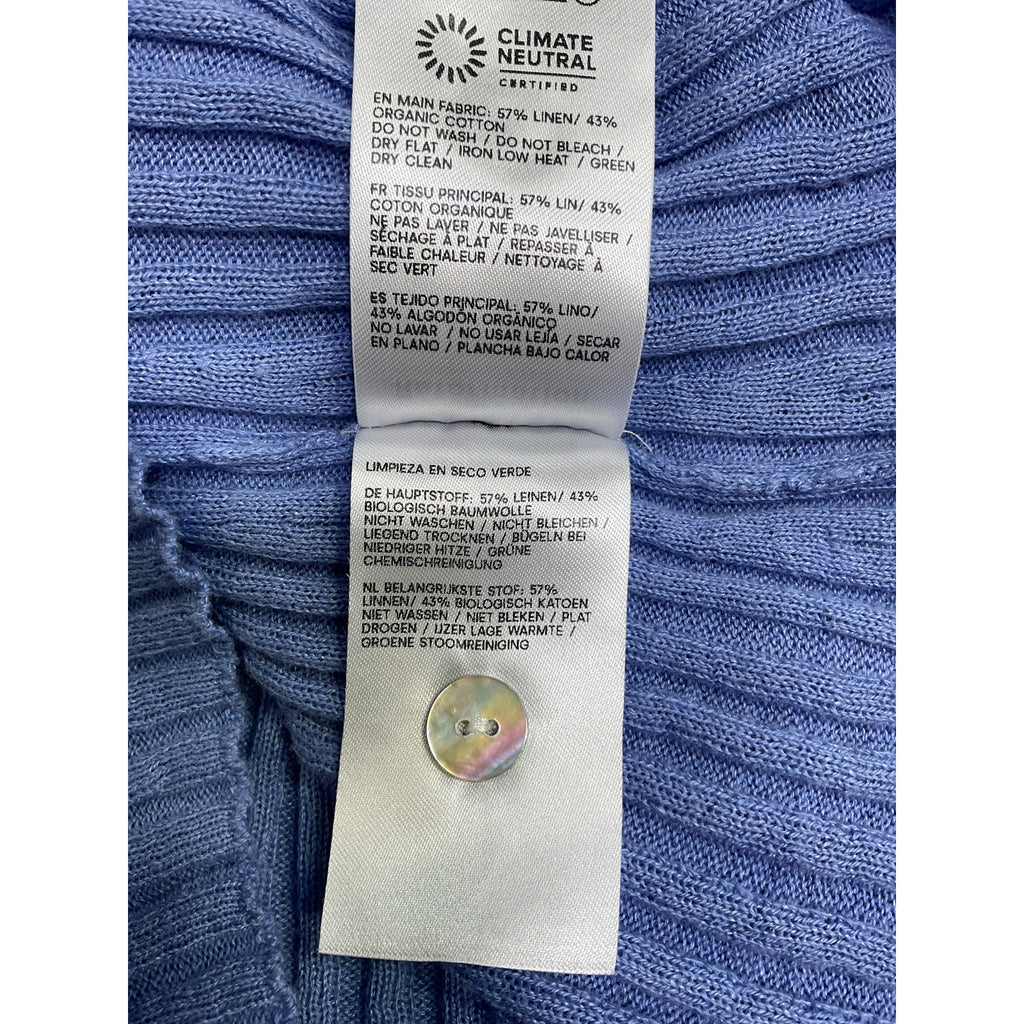 CLIMATE
NEUTRAL
CERTIFIED
EN MAIN FABRIC: 57% LINEN/ 43%
ORGANIC COTTON
DO NOT WASH / DO NOT BLEACH /
DRY FLAT / IRON LOW HEAT / GREEN
DRY CLEAN
FR TISSU PRINCIPAL: 57% LIN/ 43%
COTON ORGANIQUE
NE PAS LAVER / NE PAS JAVELLISER /
SÉCHAGE À PLAT / REPASSER À
FAIBLE CHALEUR / NETTOYAGE À
SEC VERT
ES TEJIDO PRINCIPAL: 57% LINO/
43% ALGODÓN ORGÂNICO
NO LAVAR / NO USAR LEJÍA / SECAR
EN PLANO / PLANCHA BAJO CALOR
LIMPIEZA EN SECO VERDE
DE HAUPTSTOFF: 57% LEINEN/ 43%
BIOLOGISCH BAUMWOLLE
NICHT WASCHEN / NICHT BLEICHEN /
LIEGEND TROCKNEN / BÜGELN BEI
NIEDRIGER HITZE / GRÜNE
CHEMISCHREINIGUNG
NL BELANGRIJKSTE STOF: 57%
LINNEN/ 43% BIOLOGISCH KATOEN
NIET WASSEN / NIET BLEKEN / PLAT
DROGEN / IJZER LAGE WARMTE /
GROENE STOOMREINIGING